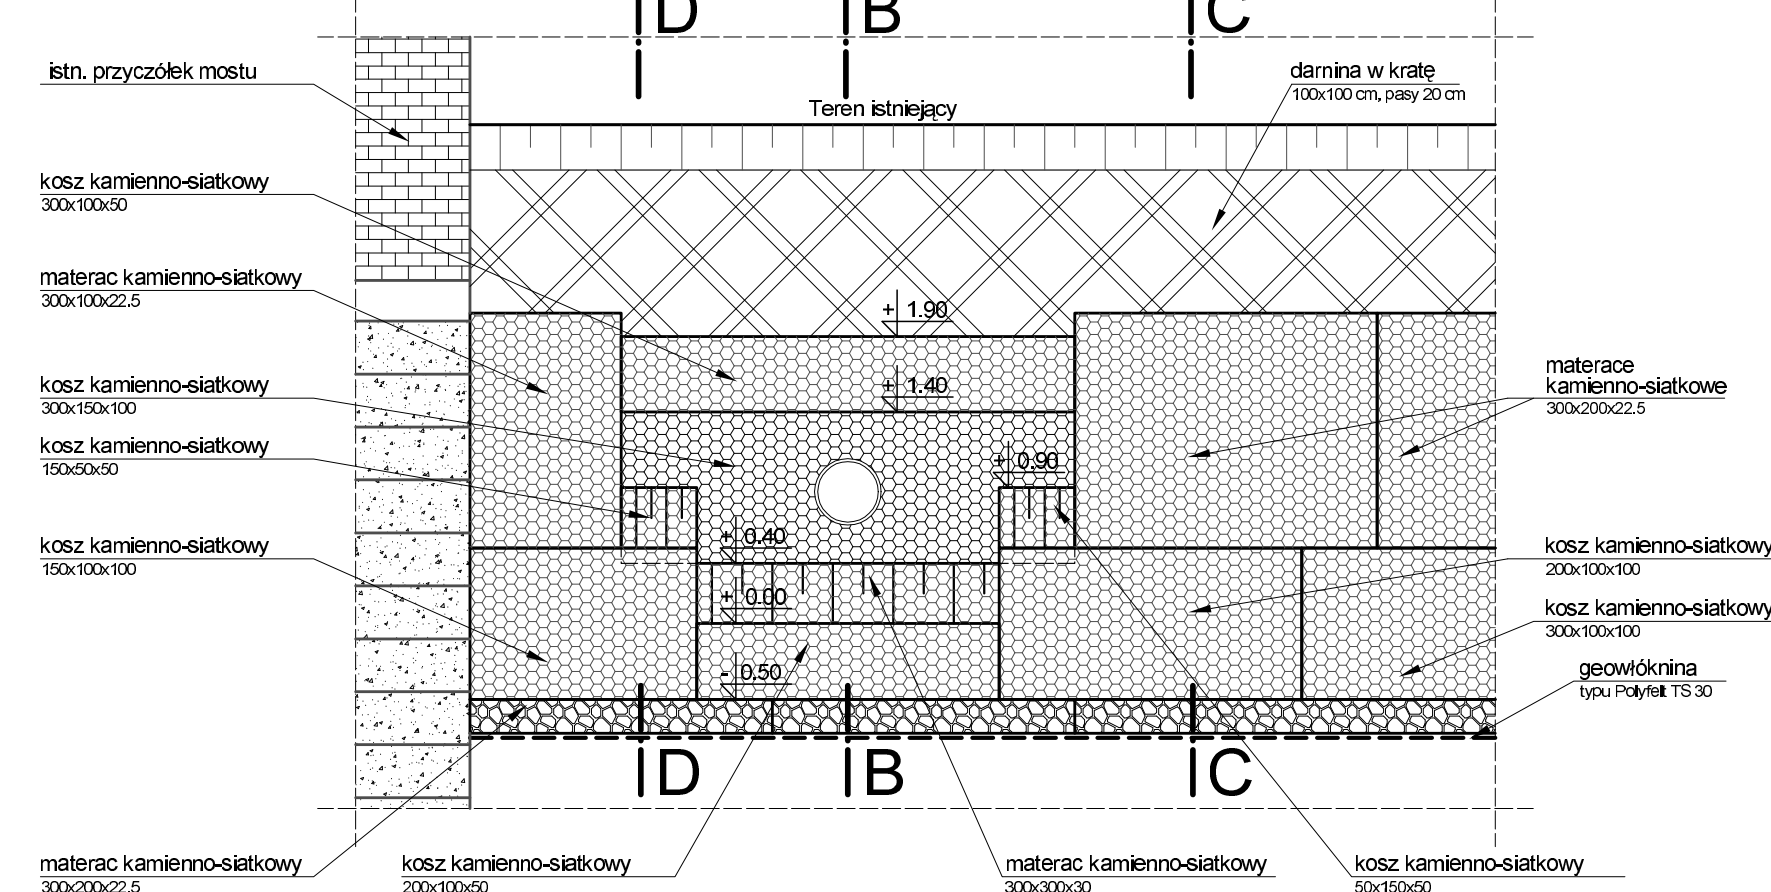 D
B
C
istn. przyczółek mostu
darnina w kratę
100x100 cm, pasy 20 cm
Teren istniejący
kosz kamienno-siatkowy
300x100x50
materac kamienno-siatkowy
300x100x22.5
+ 1.90
+ 1.40
materace
kamienno-siatkowe
300x200x22.5
kosz kamienno-siatkowy
300x150x100
kosz kamienno-siatkowy
150x50x50
+ 0.90
+ 0.40
kosz kamienno-siatkowy
150x100x100
kosz kamienno-siatkowy
200x100x100
+ 0.00
kosz kamienno-siatkowy
300x100x100
- 0.50
geowłóknina
typu Polyfelt TS 30
D
B
C
materac kamienno-siatkowy
300x200x22.5
kosz kamienno-siatkowy
200x100x50
materac kamienno-siatkowy
300x300x30
kosz kamienno-siatkowy
50x150x50